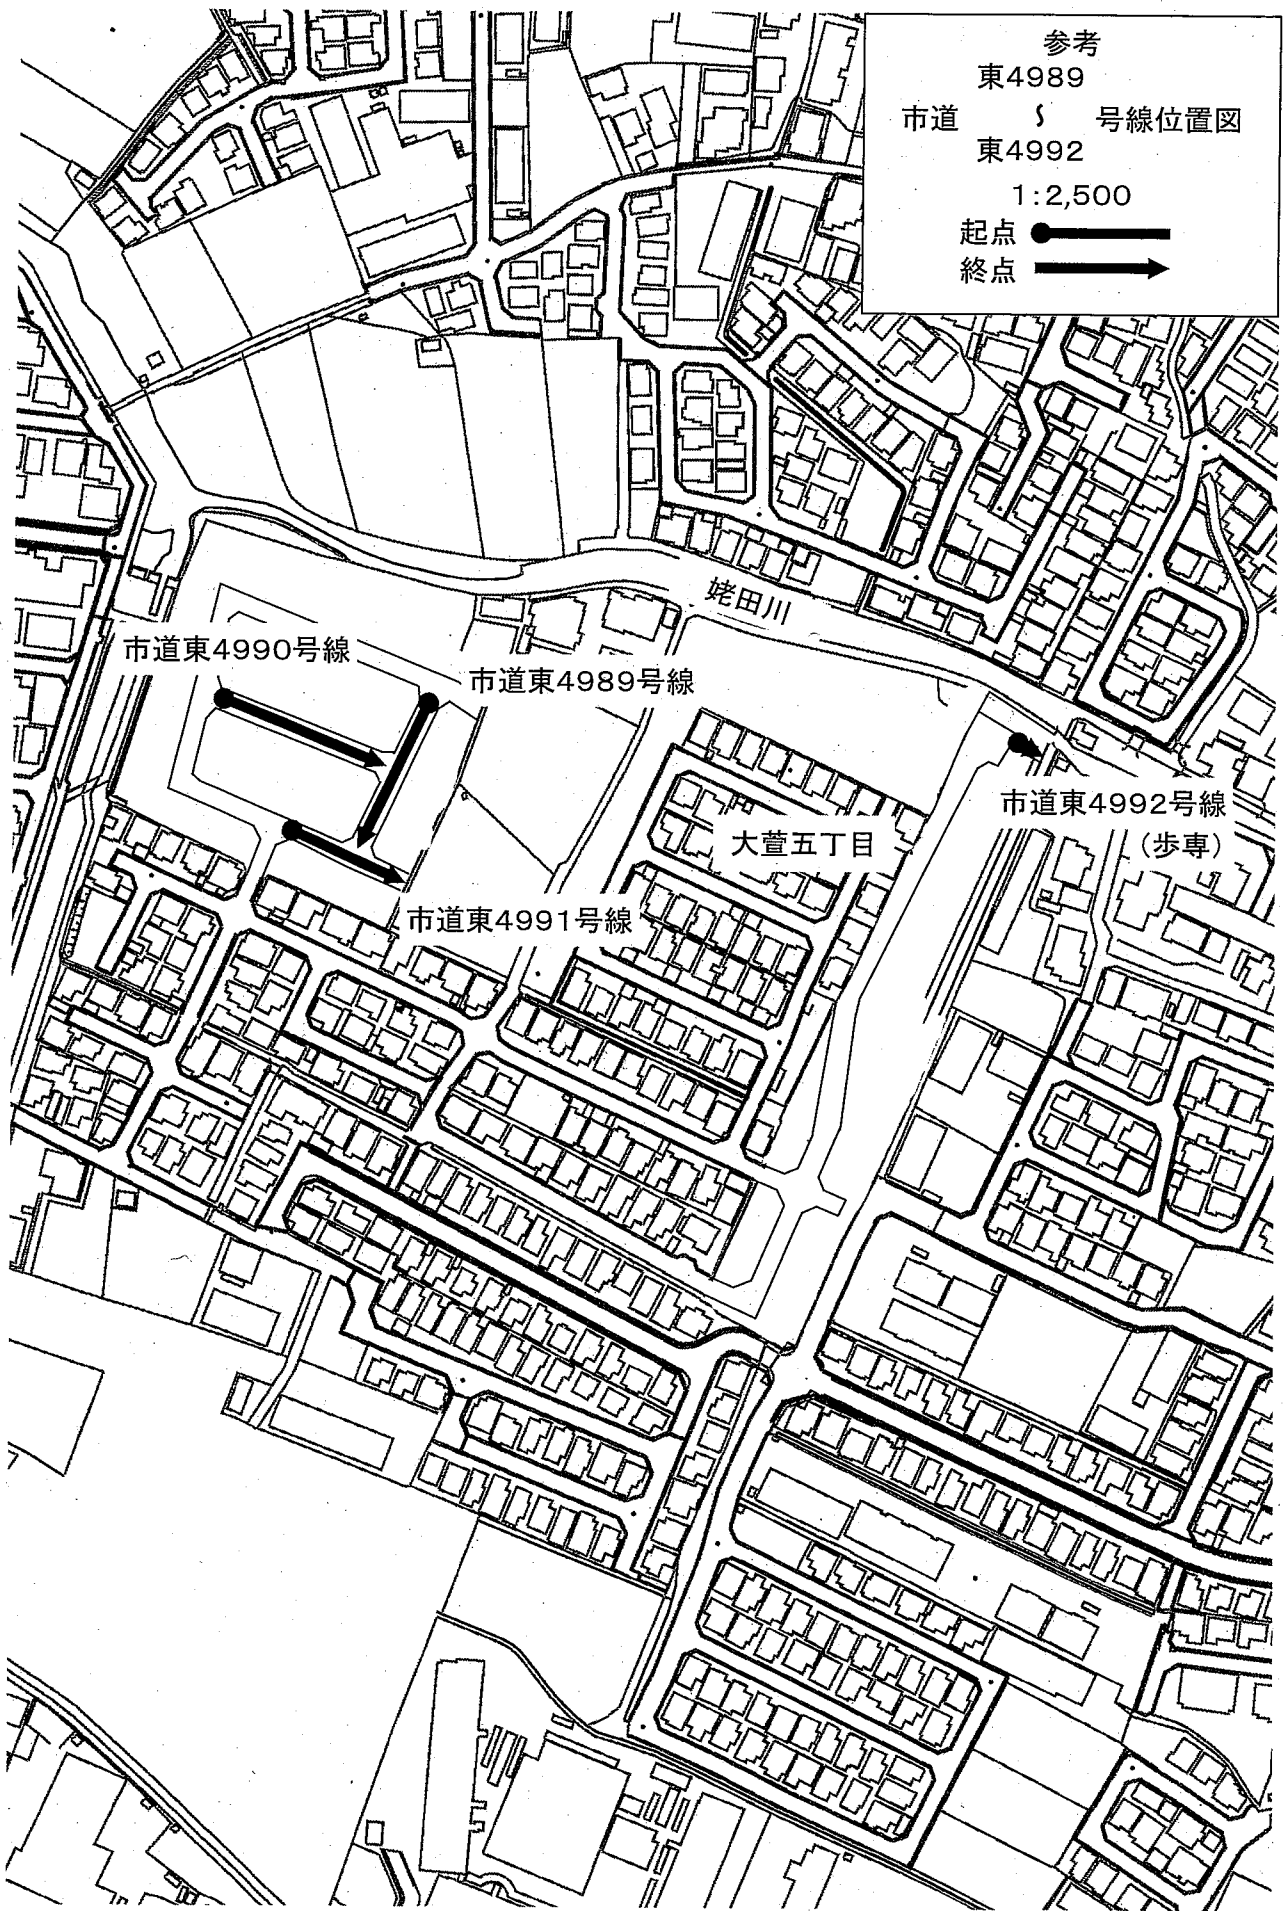 参考
東4989
市道 ~ 号線位置図
東4992
1:2,500
起点
終点
姥田川
市道東4990号線
市道東4989号線
市道東4992号線
(歩専)
大萱五丁目
市道東4991号線